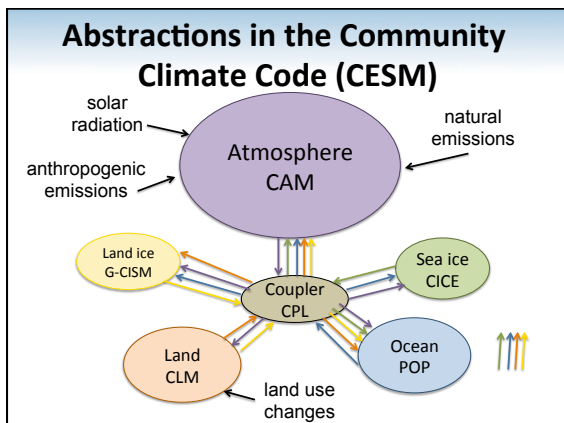 Abstractions in the Community
Climate Code (CESM)
solar
radiation
natural
emissions
Atmosphere
CAM
anthropogenic
emissions
Land ice
G-CISM
Sea ice
CICE
Coupler
CPL
Land
CLM
Ocean
POP
land use
changes